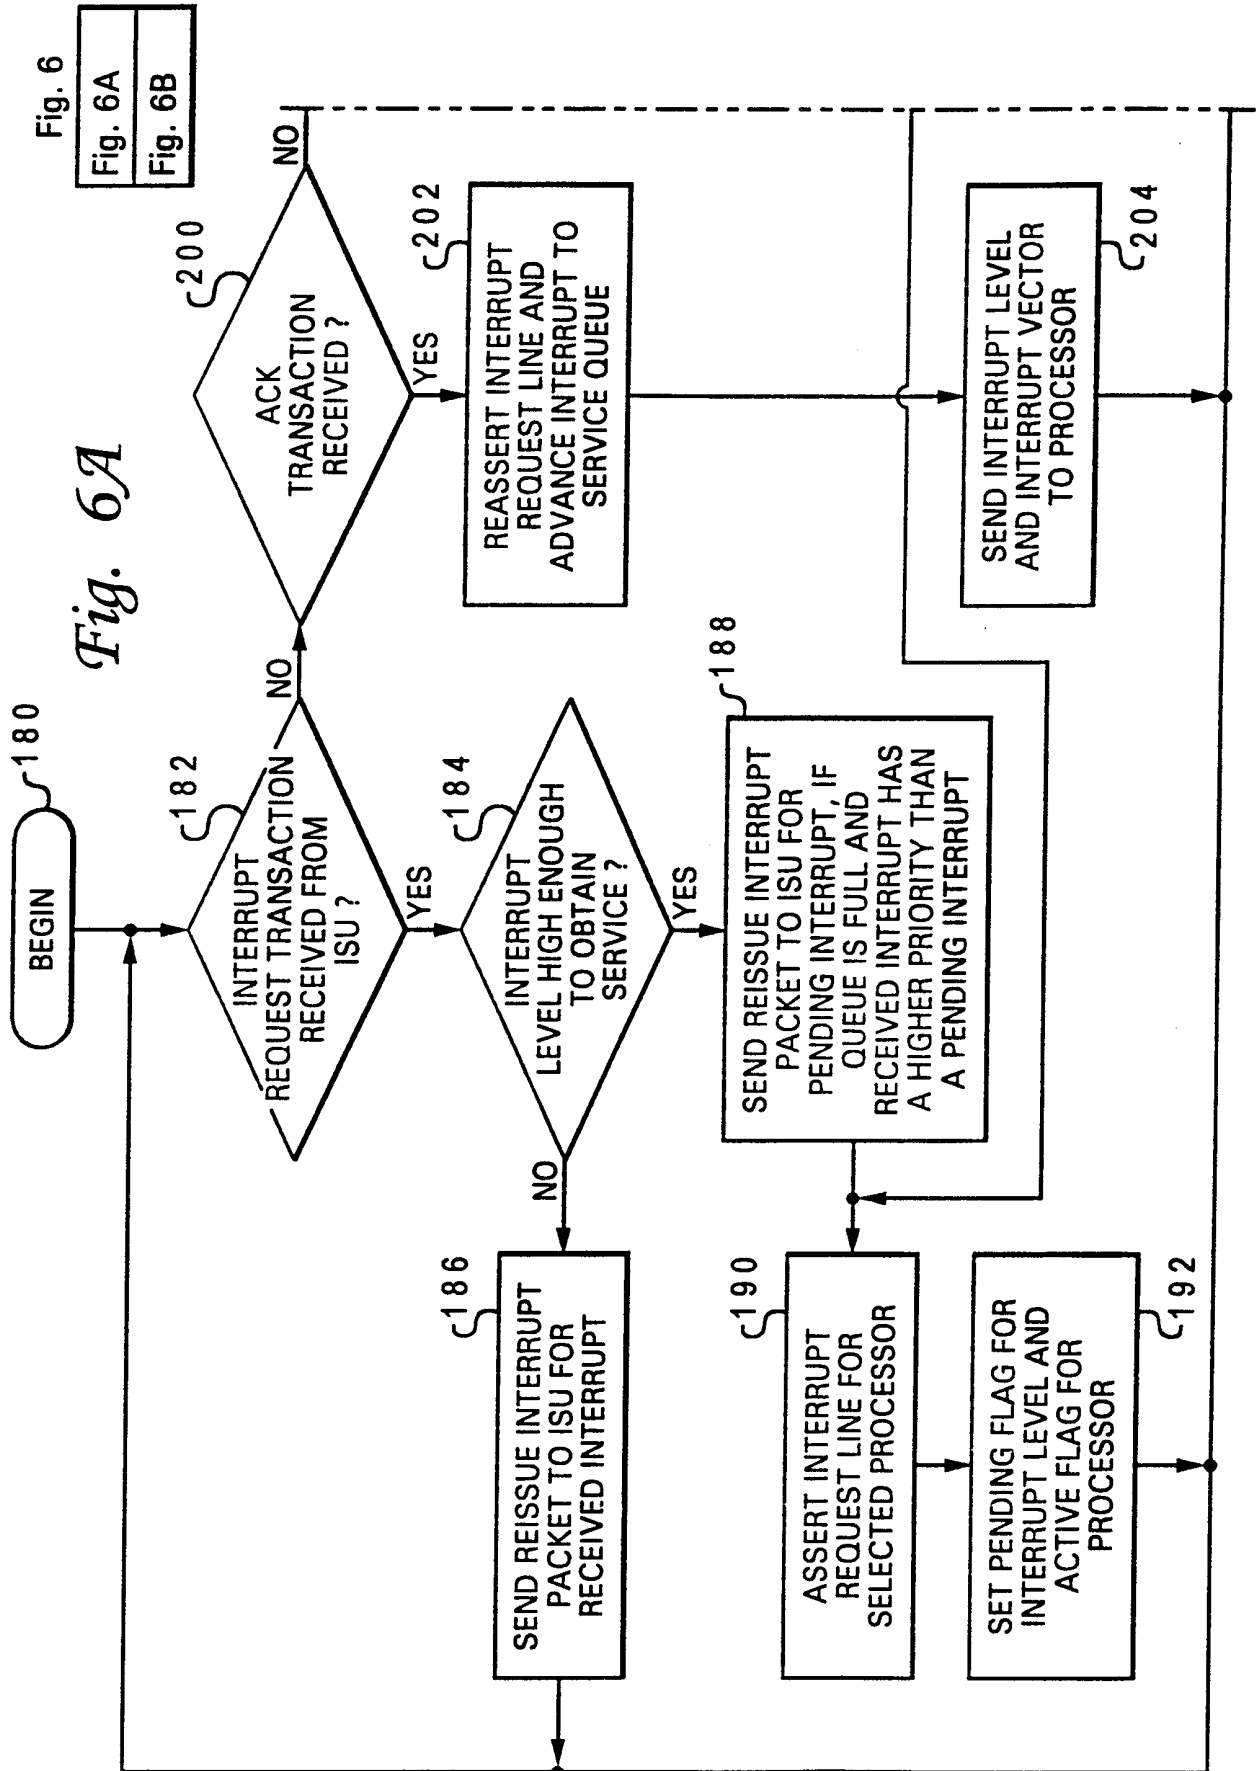 Fig. 6
Fig. 6A
Fig. 6B
Fig. 6A
BEGIN
180
INTERRUPT
REQUEST TRANSACTION
RECEIVED FROM
ISU ?
182
NO
YES
ACK
TRANSACTION
RECEIVED ?
200
NO
YES
INTERRUPT
LEVEL HIGH ENOUGH
TO OBTAIN
SERVICE ?
184
NO
YES
REASSERT INTERRUPT
REQUEST LINE AND
ADVANCE INTERRUPT TO
SERVICE QUEUE
202
SEND REISSUE INTERRUPT
PACKET TO ISU FOR
RECEIVED INTERRUPT
186
SEND REISSUE INTERRUPT
PACKET TO ISU FOR
PENDING INTERRUPT, IF
QUEUE IS FULL AND
RECEIVED INTERRUPT HAS
A HIGHER PRIORITY THAN
A PENDING INTERRUPT
188
ASSERT INTERRUPT
REQUEST LINE FOR
SELECTED PROCESSOR
190
SET PENDING FLAG FOR
INTERRUPT LEVEL AND
ACTIVE FLAG FOR
PROCESSOR
192
SEND INTERRUPT LEVEL
AND INTERRUPT VECTOR
TO PROCESSOR
204